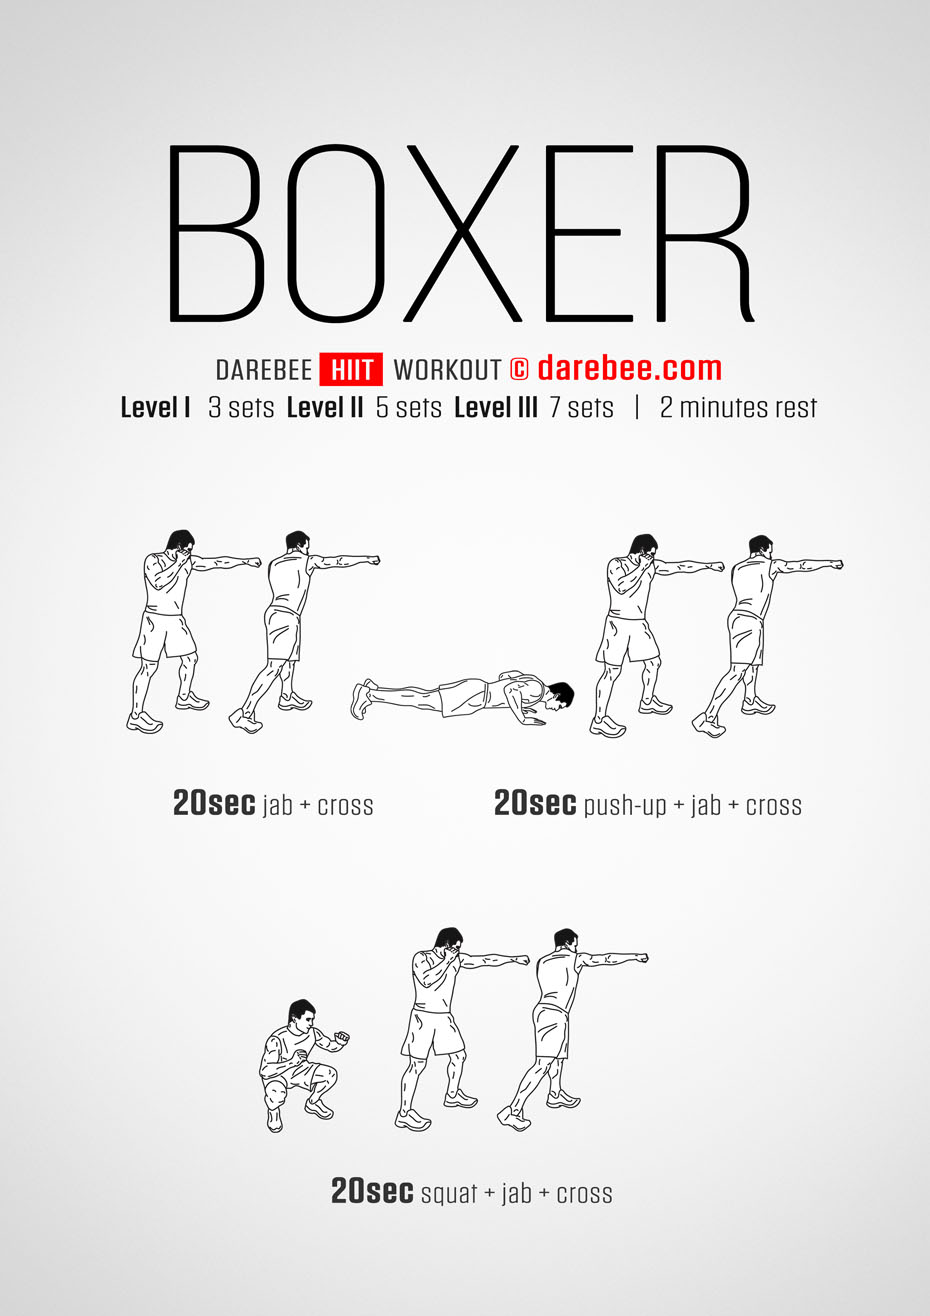 BOXER
DAREBEE HIIT WORKOUT © darebee.com
Level I 3 sets Level II 5 sets Level III 7 sets | 2 minutes rest
20sec jab + cross
20sec push-up + jab + cross
20sec squat + jab + cross